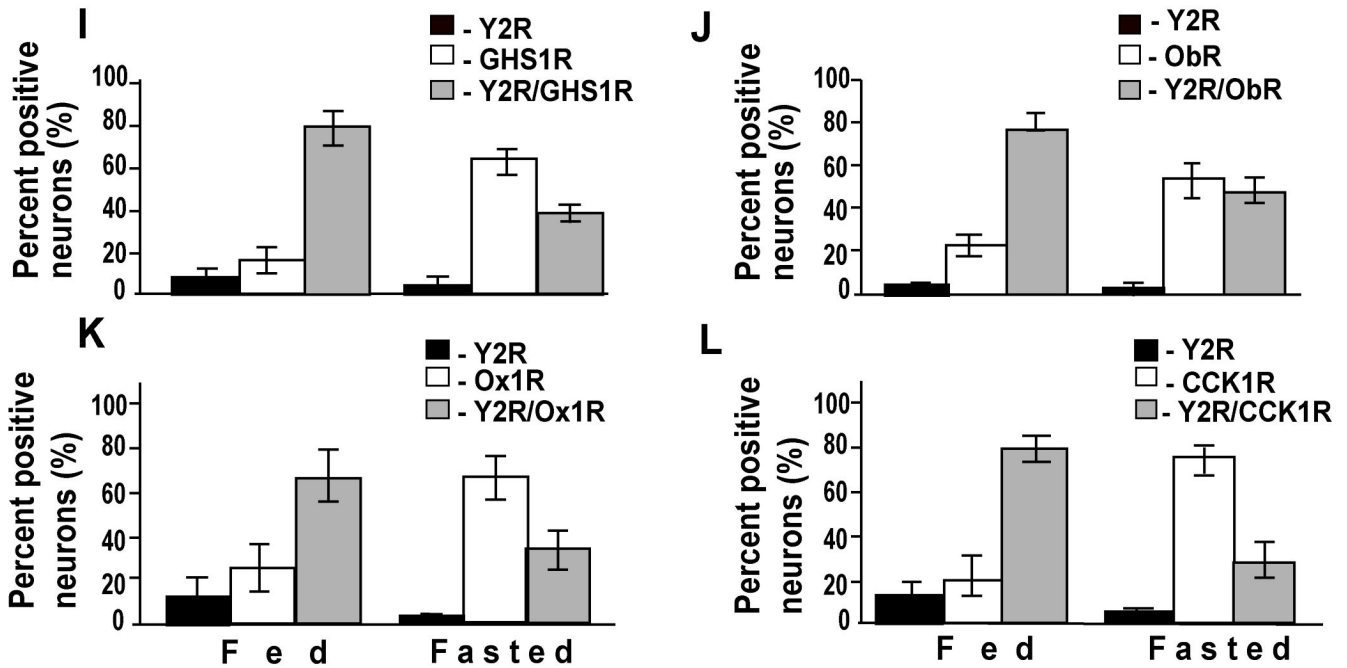 I
- Y2R
- GHS1R
- Y2R/GHS1R
Percent positive
neurons (%)
100
80
60
40
20
0
J
- Y2R
- ObR
- Y2R/ObR
Percent positive
neurons (%)
100
80
60
40
20
0
K
- Y2R
- Ox1R
- Y2R/Ox1R
Percent positive
neurons (%)
100
80
60
40
20
0
Fed Fasted
L
- Y2R
- CCK1R
- Y2R/CCK1R
Percent positive
neurons (%)
100
80
60
40
20
0
Fed Fasted